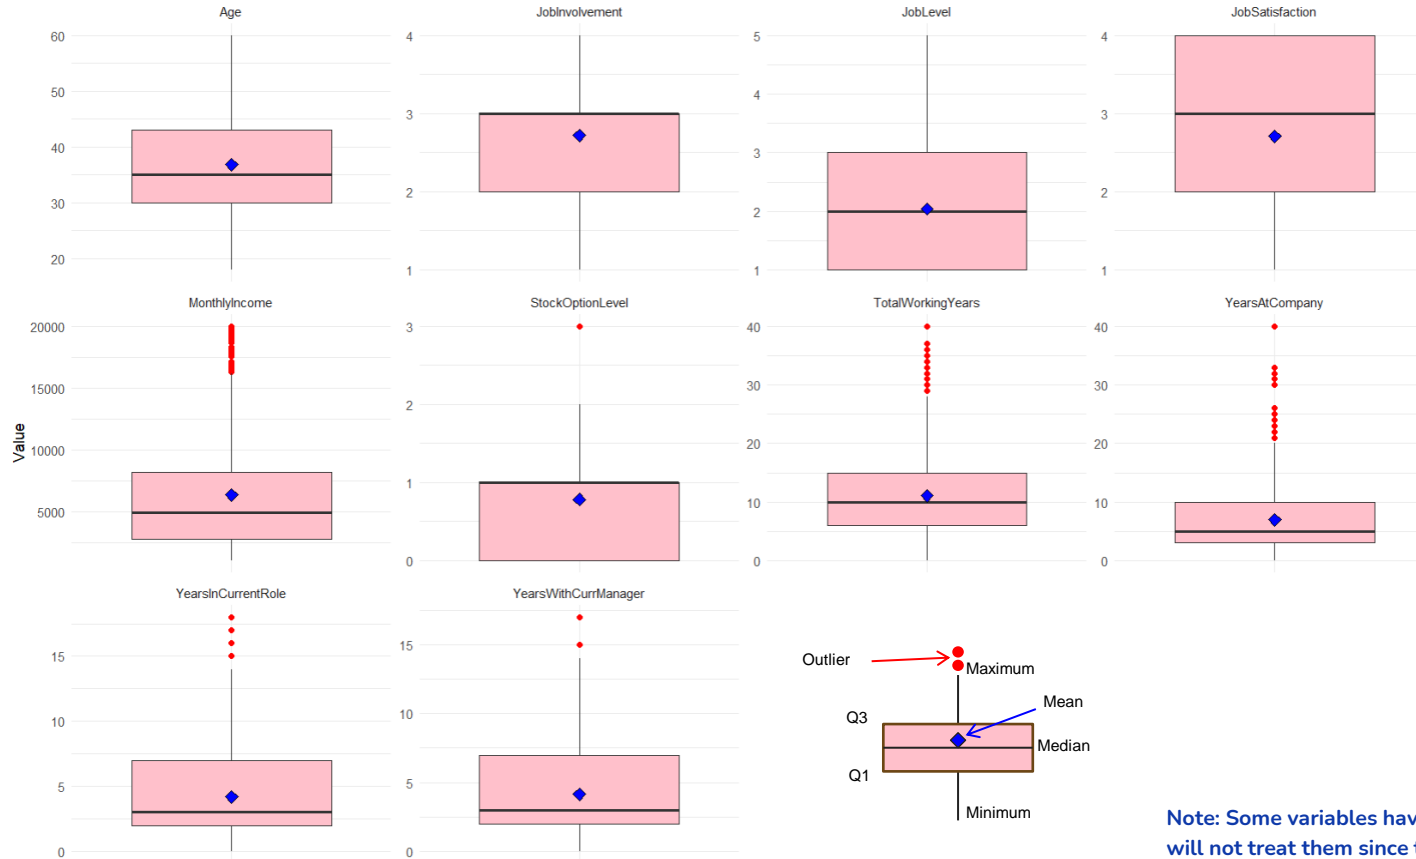 Age
JobInvolvement
JobLevel
JobSatisfaction
60
50
40
30
20
4
3
2
1
5
4
3
2
1
4
3
2
1
MonthlyIncome
StockOptionLevel
TotalWorkingYears
YearsAtCompany
Value
20000
15000
10000
5000
3
2
1
0
40
30
20
10
0
40
30
20
10
0
YearsInCurrentRole
YearsWithCurrManager
15
10
5
0
15
10
5
0
Outlier
Maximum
Mean
Q3
Median
Q1
Minimum
Note: Some variables hav
will not treat them since t